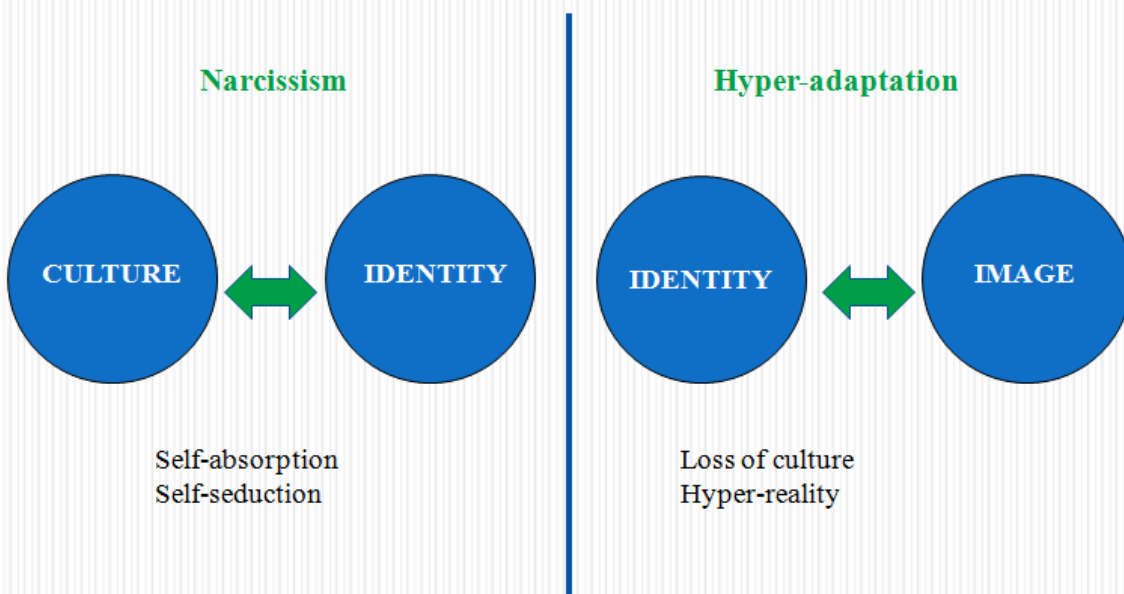 Narcissism
CULTURE
IDENTITY
Self-absorption
Self-seduction
Hyper-adaptation
IDENTITY
IMAGE
Loss of culture
Hyper-reality